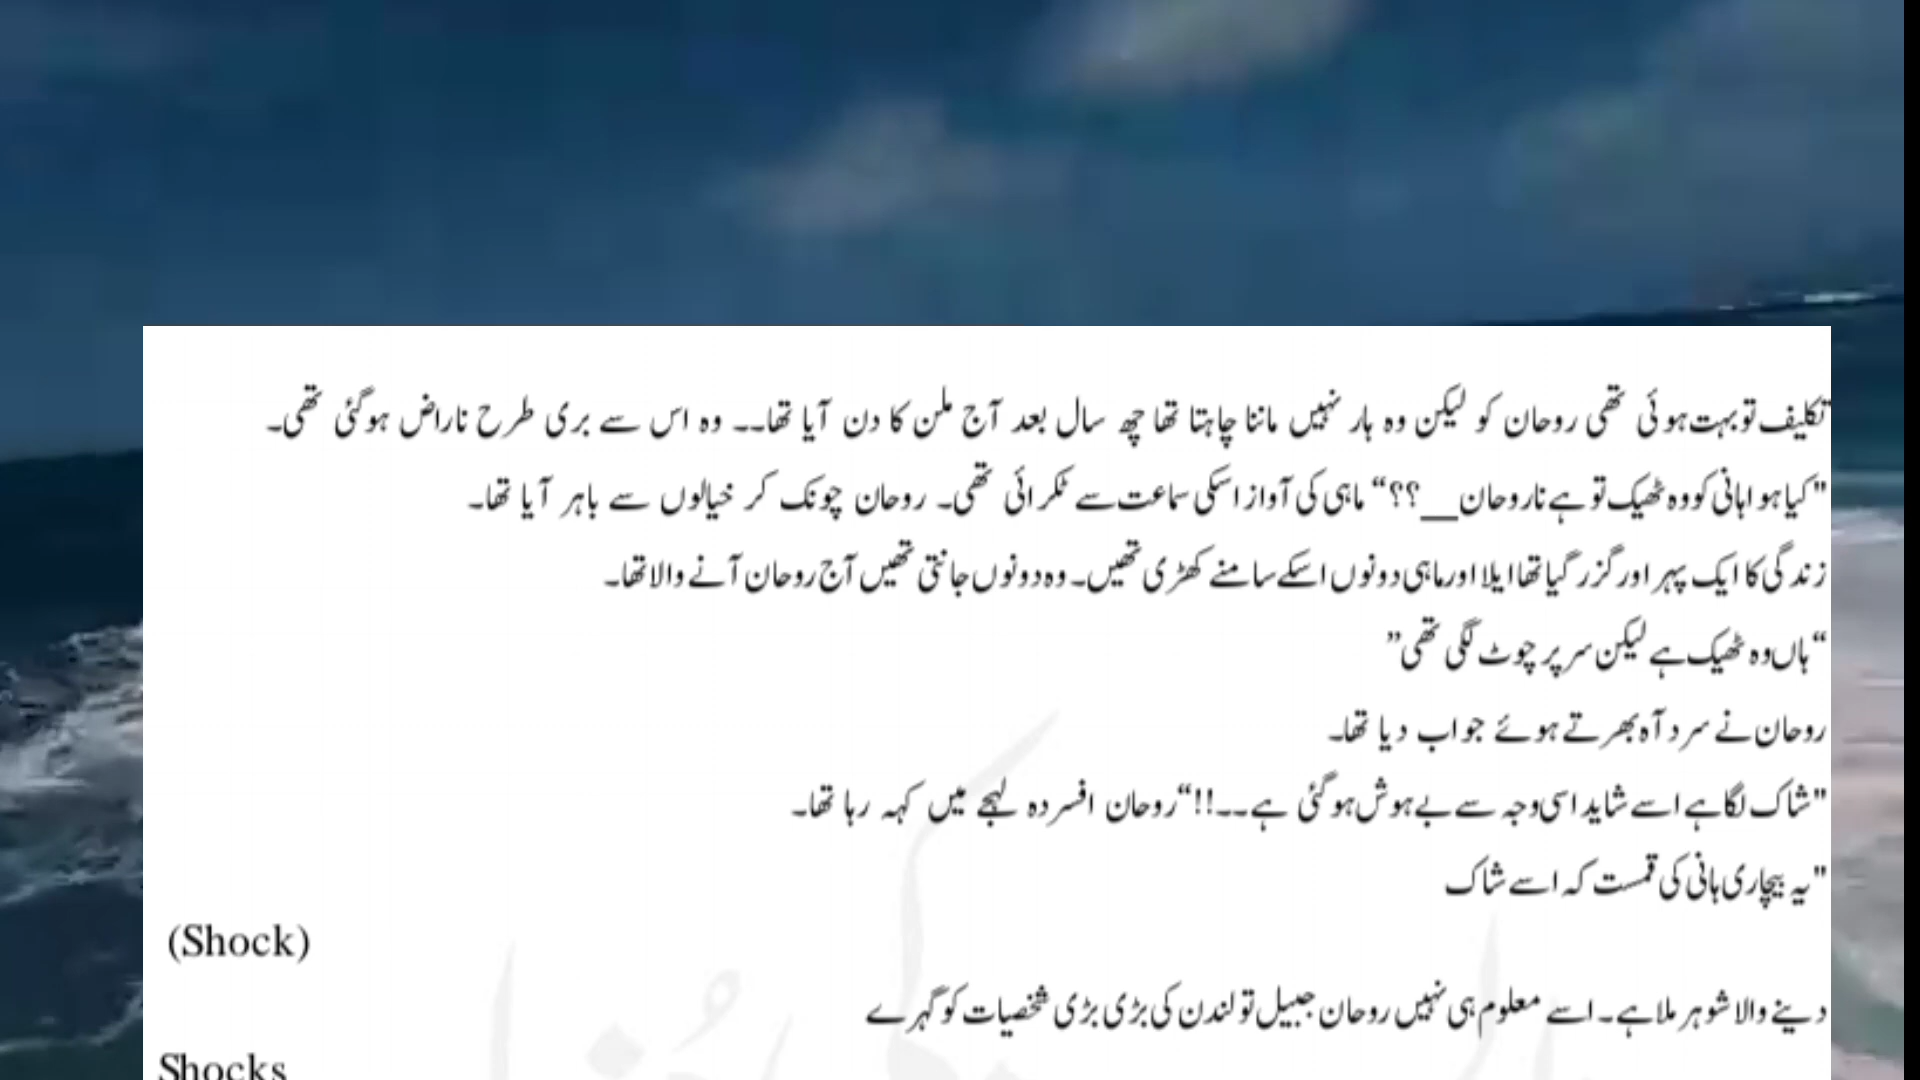 تکلیف تو بہت ہوئی تھی روحان کو لیکن وہ ہار نہیں ماننا چاہتا تھا چھ سال بعد آج ملن کا دن آیا تھا۔۔ وہ اس سے بری طرح ناراض ہوگئی تھی۔
"کیا ہوا ہانی کو وہ ٹھیک تو ہے نا روحان__؟؟“ ماہی کی آواز اسکی سماعت سے ٹکرائی تھی۔ روحان چونک کر خیالوں سے باہر آیا تھا۔
زندگی کا ایک پہر اور گزر گیا تھا ایلا اور ماہی دونوں اسکے سامنے کھڑی تھیں۔ وہ دونوں جانتی تھیں آج روحان آنے والا تھا۔
“ہاں وہ ٹھیک ہے لیکن سر پر چوٹ لگی تھی”
روحان نے سرد آہ بھرتے ہوئے جواب دیا تھا۔
"شاک لگا ہے اسے شاید اسی وجہ سے بے ہوش ہوگئی ہے۔۔!!“روحان افسردہ لہجے میں کہہ رہا تھا۔
"یہ بیچاری ہانی کی قمست کہ اسے شاک
(Shock)
دینے والا شوہر ملا ہے۔ اسے معلوم ہی نہیں روحان جبیل تو لندن کی بڑی بڑی شخصیات کو گہرے
Shocks